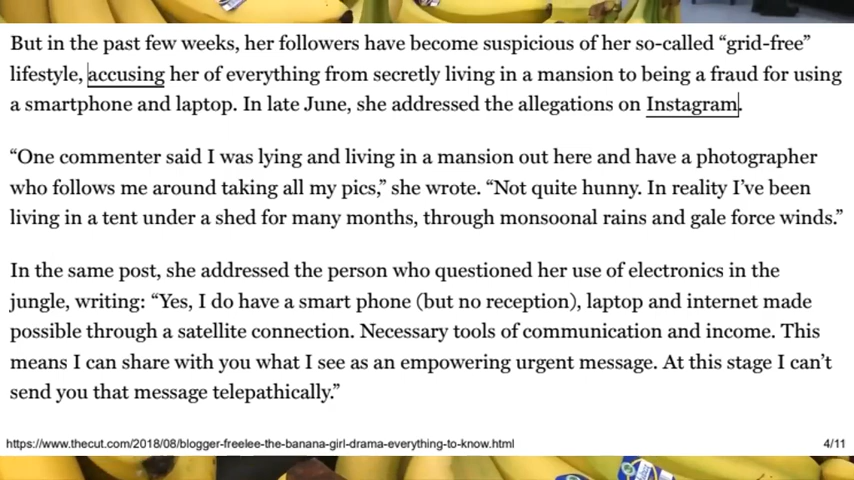 But in the past few weeks, her followers have become suspicious of her so-called “grid-free”
lifestyle, accusing her of everything from secretly living in a mansion to being a fraud for using
a smartphone and laptop. In late June, she addressed the allegations on Instagram.
“One commenter said I was lying and living in a mansion out here and have a photographer
who follows me around taking all my pics,” she wrote. “Not quite hunny. In reality I’ve been
living in a tent under a shed for many months, through monsoonal rains and gale force winds.”
In the same post, she addressed the person who questioned her use of electronics in the
jungle, writing: “Yes, I do have a smart phone (but no reception), laptop and internet made
possible through a satellite connection. Necessary tools of communication and income. This
means I can share with you what I see as an empowering urgent message. At this stage I can’t
send you that message telepathically.”
https://www.thecut.com/2018/08/blogger-freelee-the-banana-girl-drama-everything-to-know.html 4/11